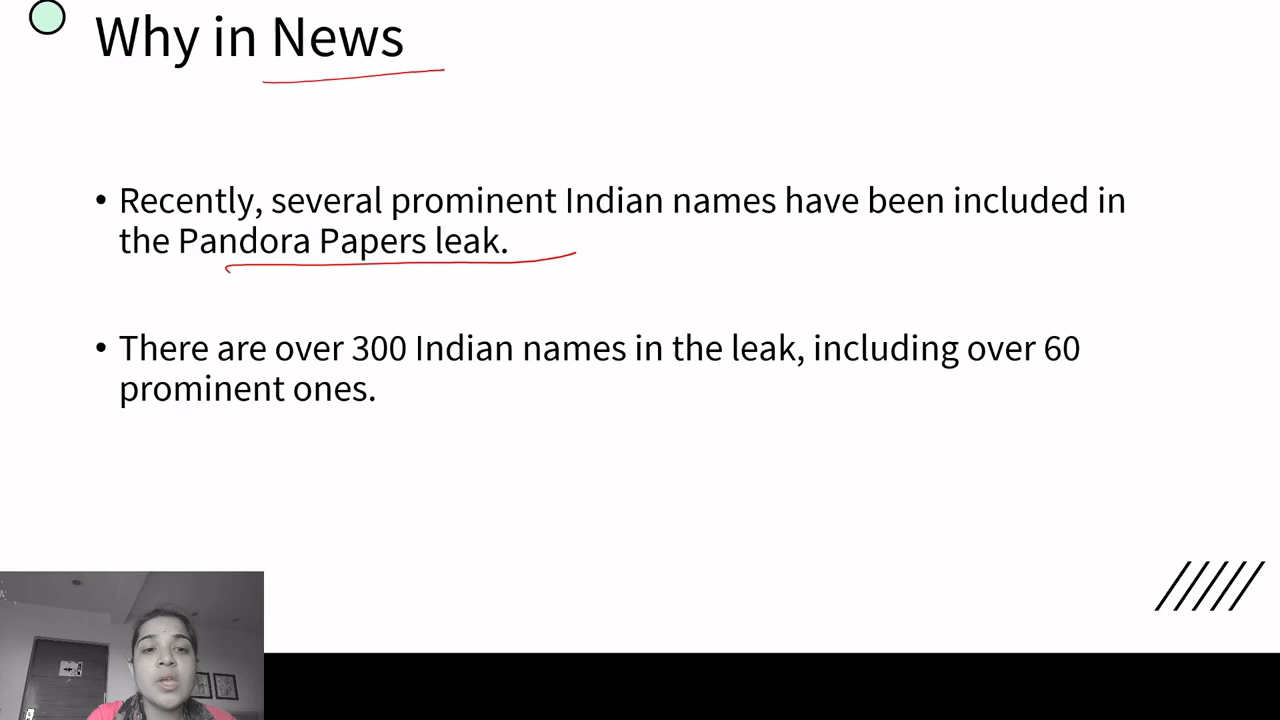 Why in News
• Recently, several prominent Indian names have been included in
the Pandora Papers leak.
• There are over 300 Indian names in the leak, including over 60
prominent ones.